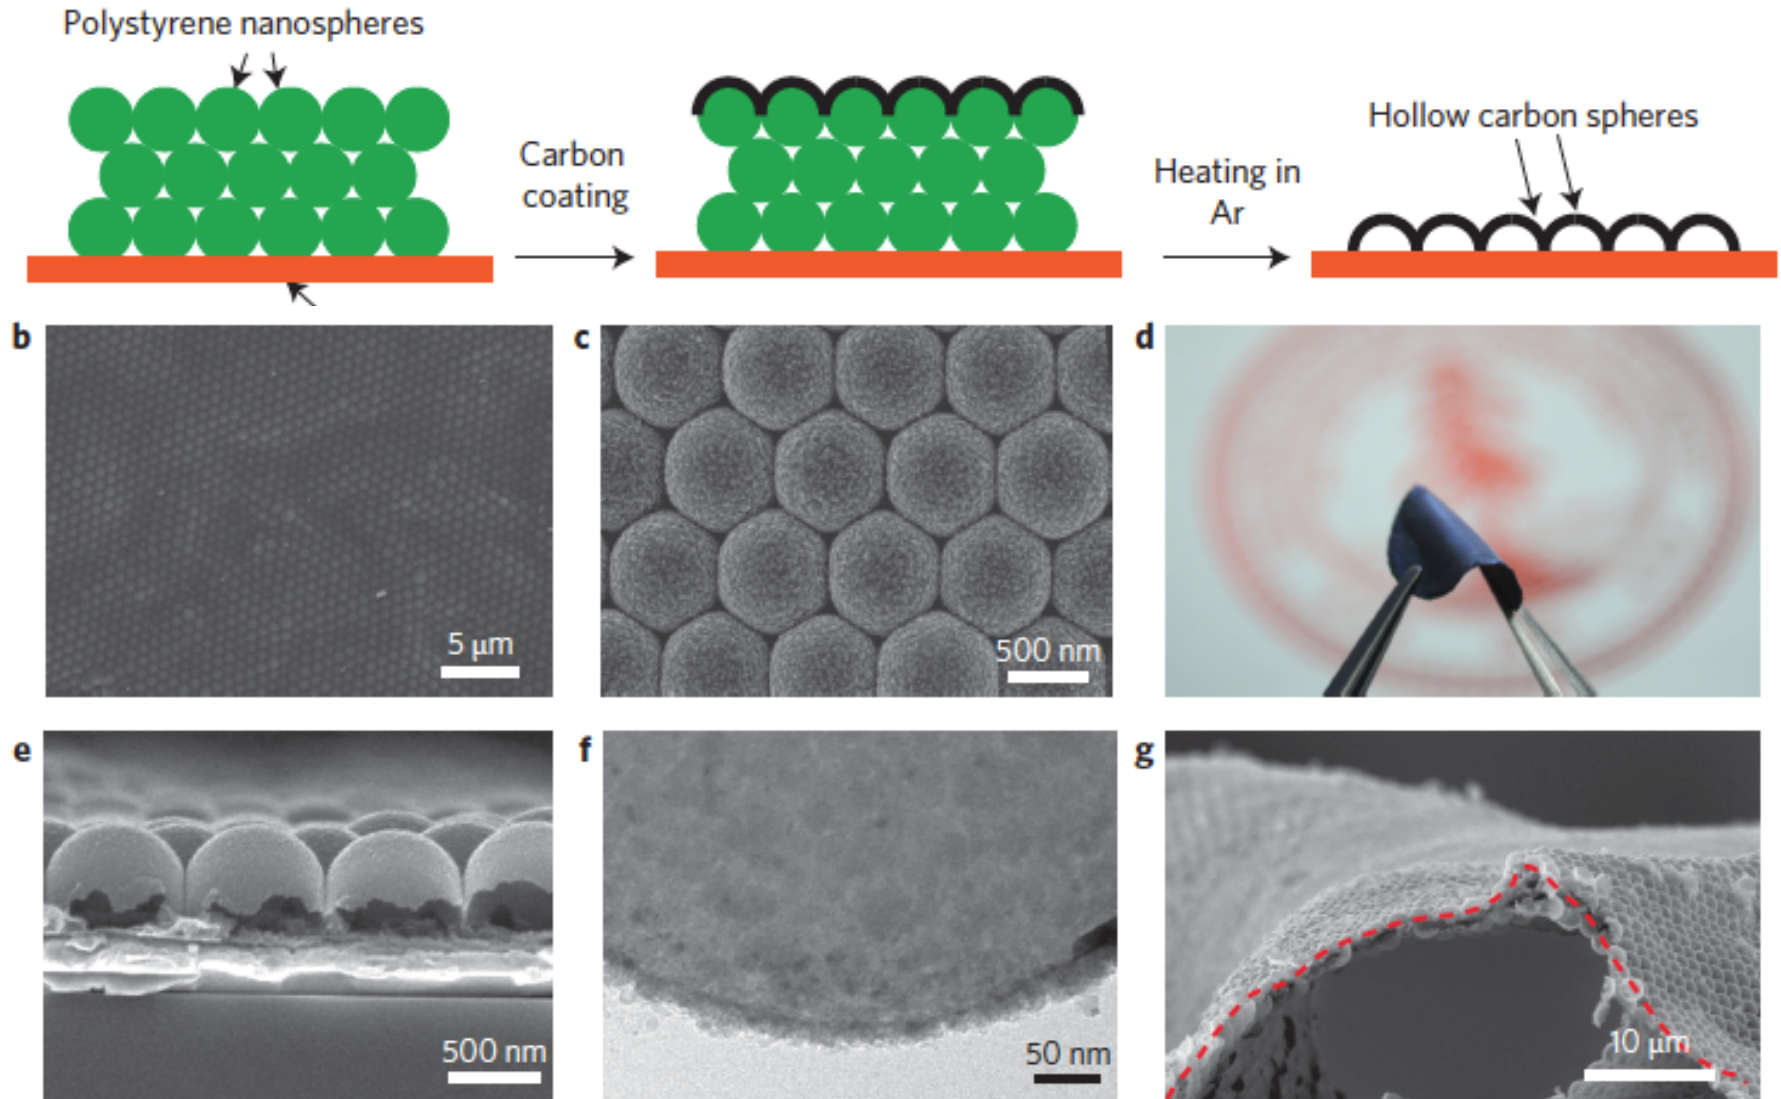 Polystyrene nanospheres
Carbon
coating
Heating in
Ar
Hollow carbon spheres
b
c
d
5 μm
500 nm
e
f
g
500 nm
50 nm
10 μm